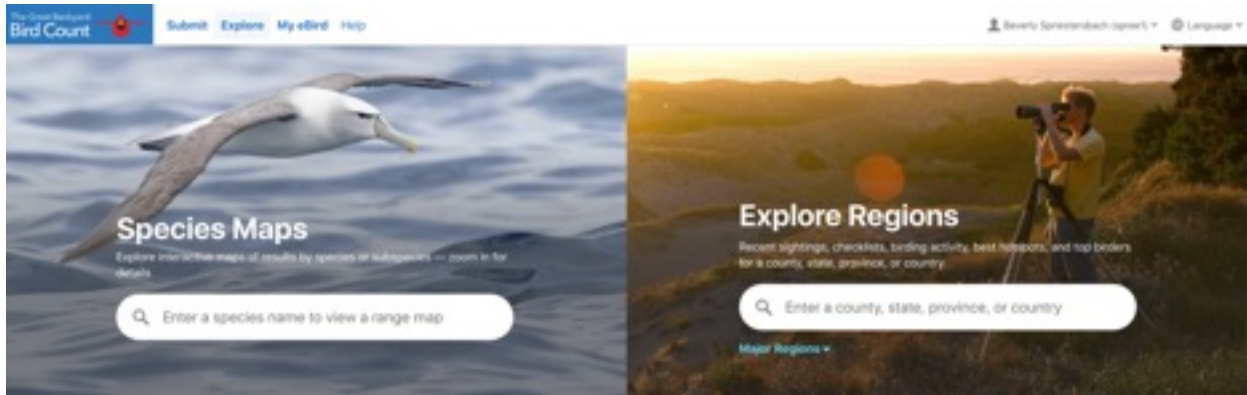 The Great Backyard
Bird Count
Submit Explore My eBird Help
Beverly
Language
Species Maps
Explore interactive maps of results by species or subspecies — zoom in for
details
Enter a species name to view a range map
Explore Regions
Recent sightings, checklists, birding activity, best hotspots, and top birders
for a county, state, province, or country
Enter a county, state, province, or country
Major Regions